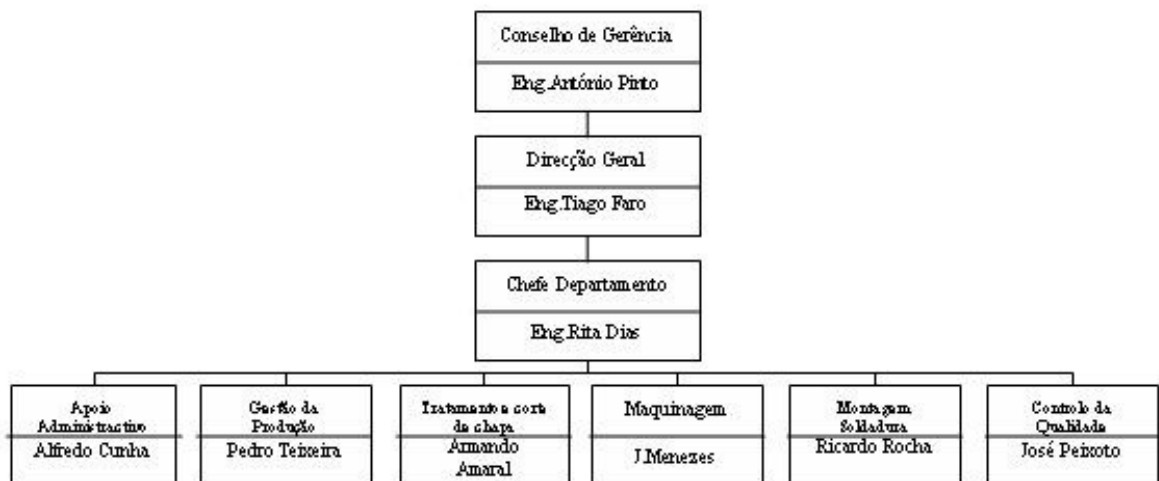 Conselho de Gerência
Eng.António Pinto
Direcção Geral
Eng.Tiago Faro
Chefe Departamento
Eng.Rita Dias
Apoio
Administractivo
Alfredo Cunha
Gestão da
Produção
Pedro Teixeira
Tratamento e corte
de chapa
Armando
Amaral
Maquinagem
J.Menezes
Montagem
Soldadura
Ricardo Rocha
Controlo da
Qualidade
José Peixoto